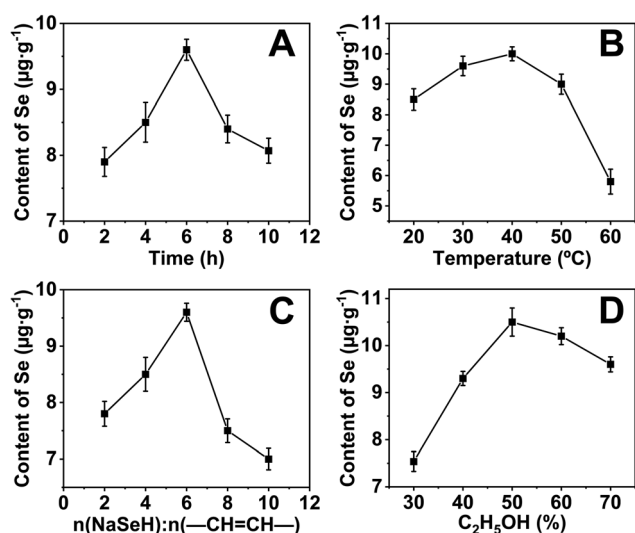 A
Content of Se (μg·g⁻¹)
10
9
8
7
0 2 4 6 8 10 12
Time (h)
B
Content of Se (μg·g⁻¹)
11
10
9
8
7
6
5
20 30 40 50 60
Temperature (ºC)
C
Content of Se (μg·g⁻¹)
10
9
8
7
0 2 4 6 8 10 12
n(NaSeH):n(—CH=CH—)
D
Content of Se (μg·g⁻¹)
11
10
9
8
7
30 40 50 60 70
C₂H₅OH (%)